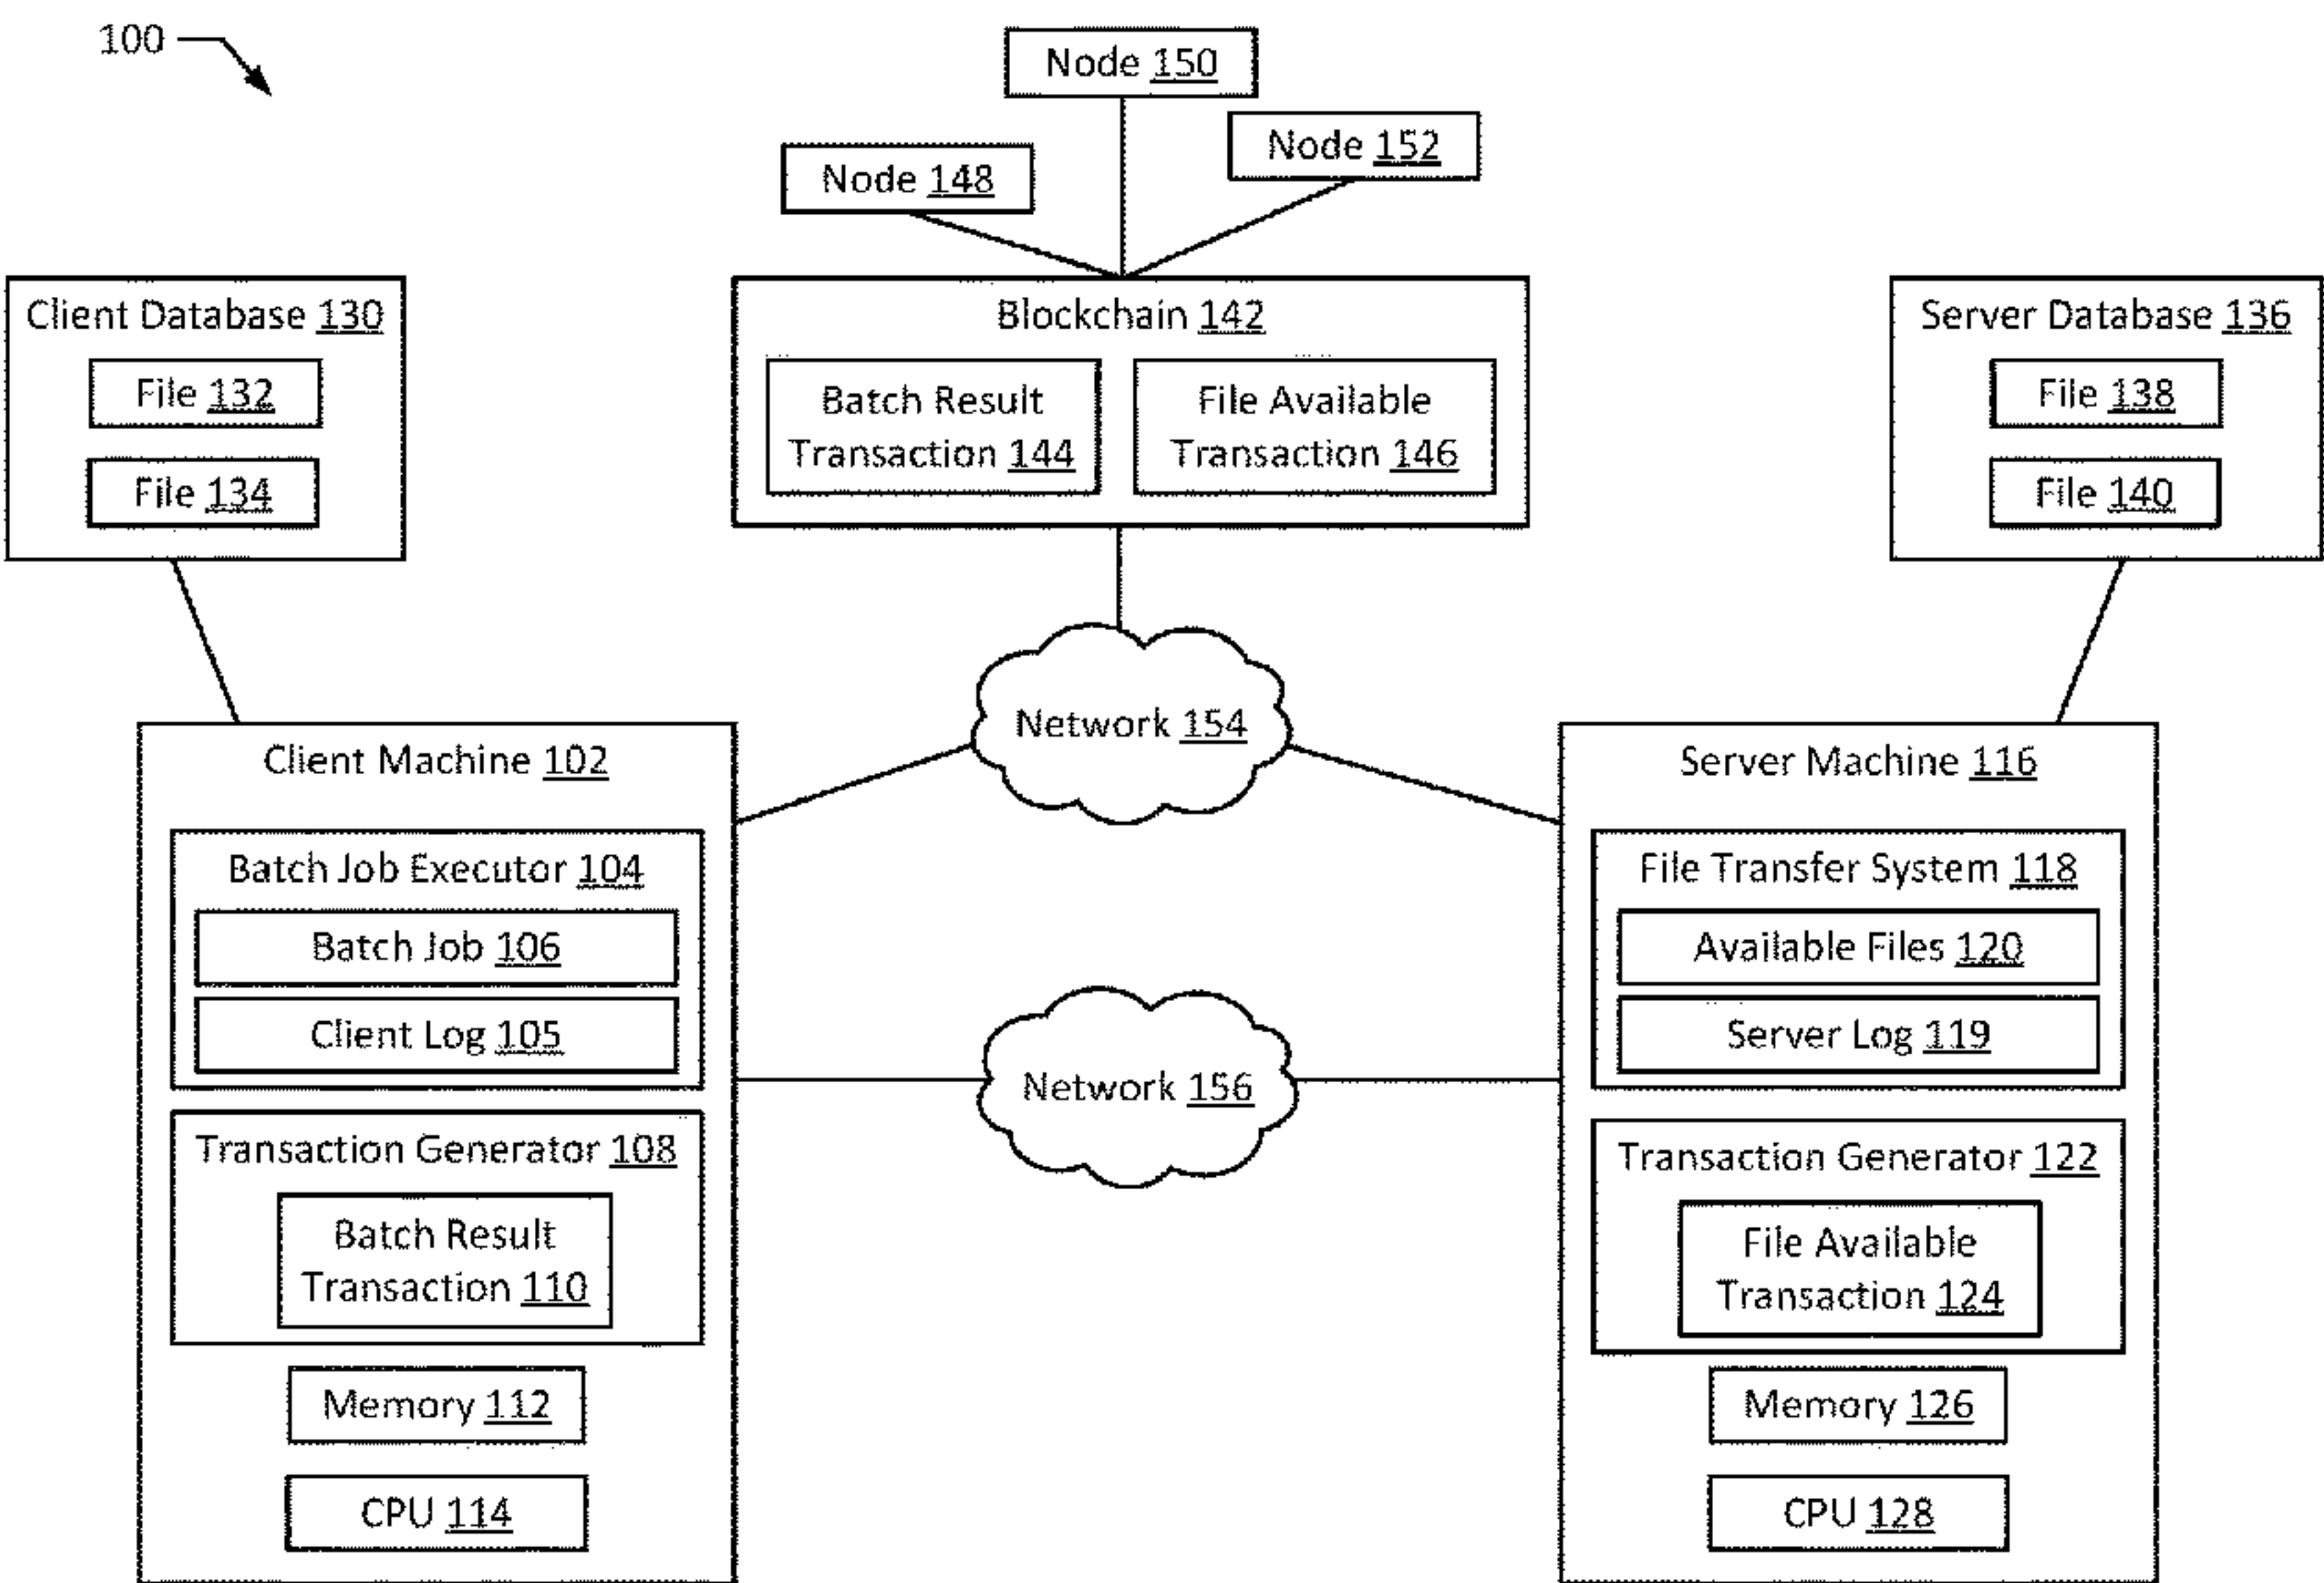 100
Node 150
Node 148
Node 152
Client Database 130
File 132
File 134
Blockchain 142
Batch Result
Transaction 144
File Available
Transaction 146
Server Database 136
File 138
File 140
Network 154
Client Machine 102
Batch Job Executor 104
Batch Job 106
Client Log 105
Transaction Generator 108
Batch Result
Transaction 110
Memory 112
CPU 114
Network 156
Server Machine 116
File Transfer System 118
Available Files 120
Server Log 119
Transaction Generator 122
File Available
Transaction 124
Memory 126
CPU 128